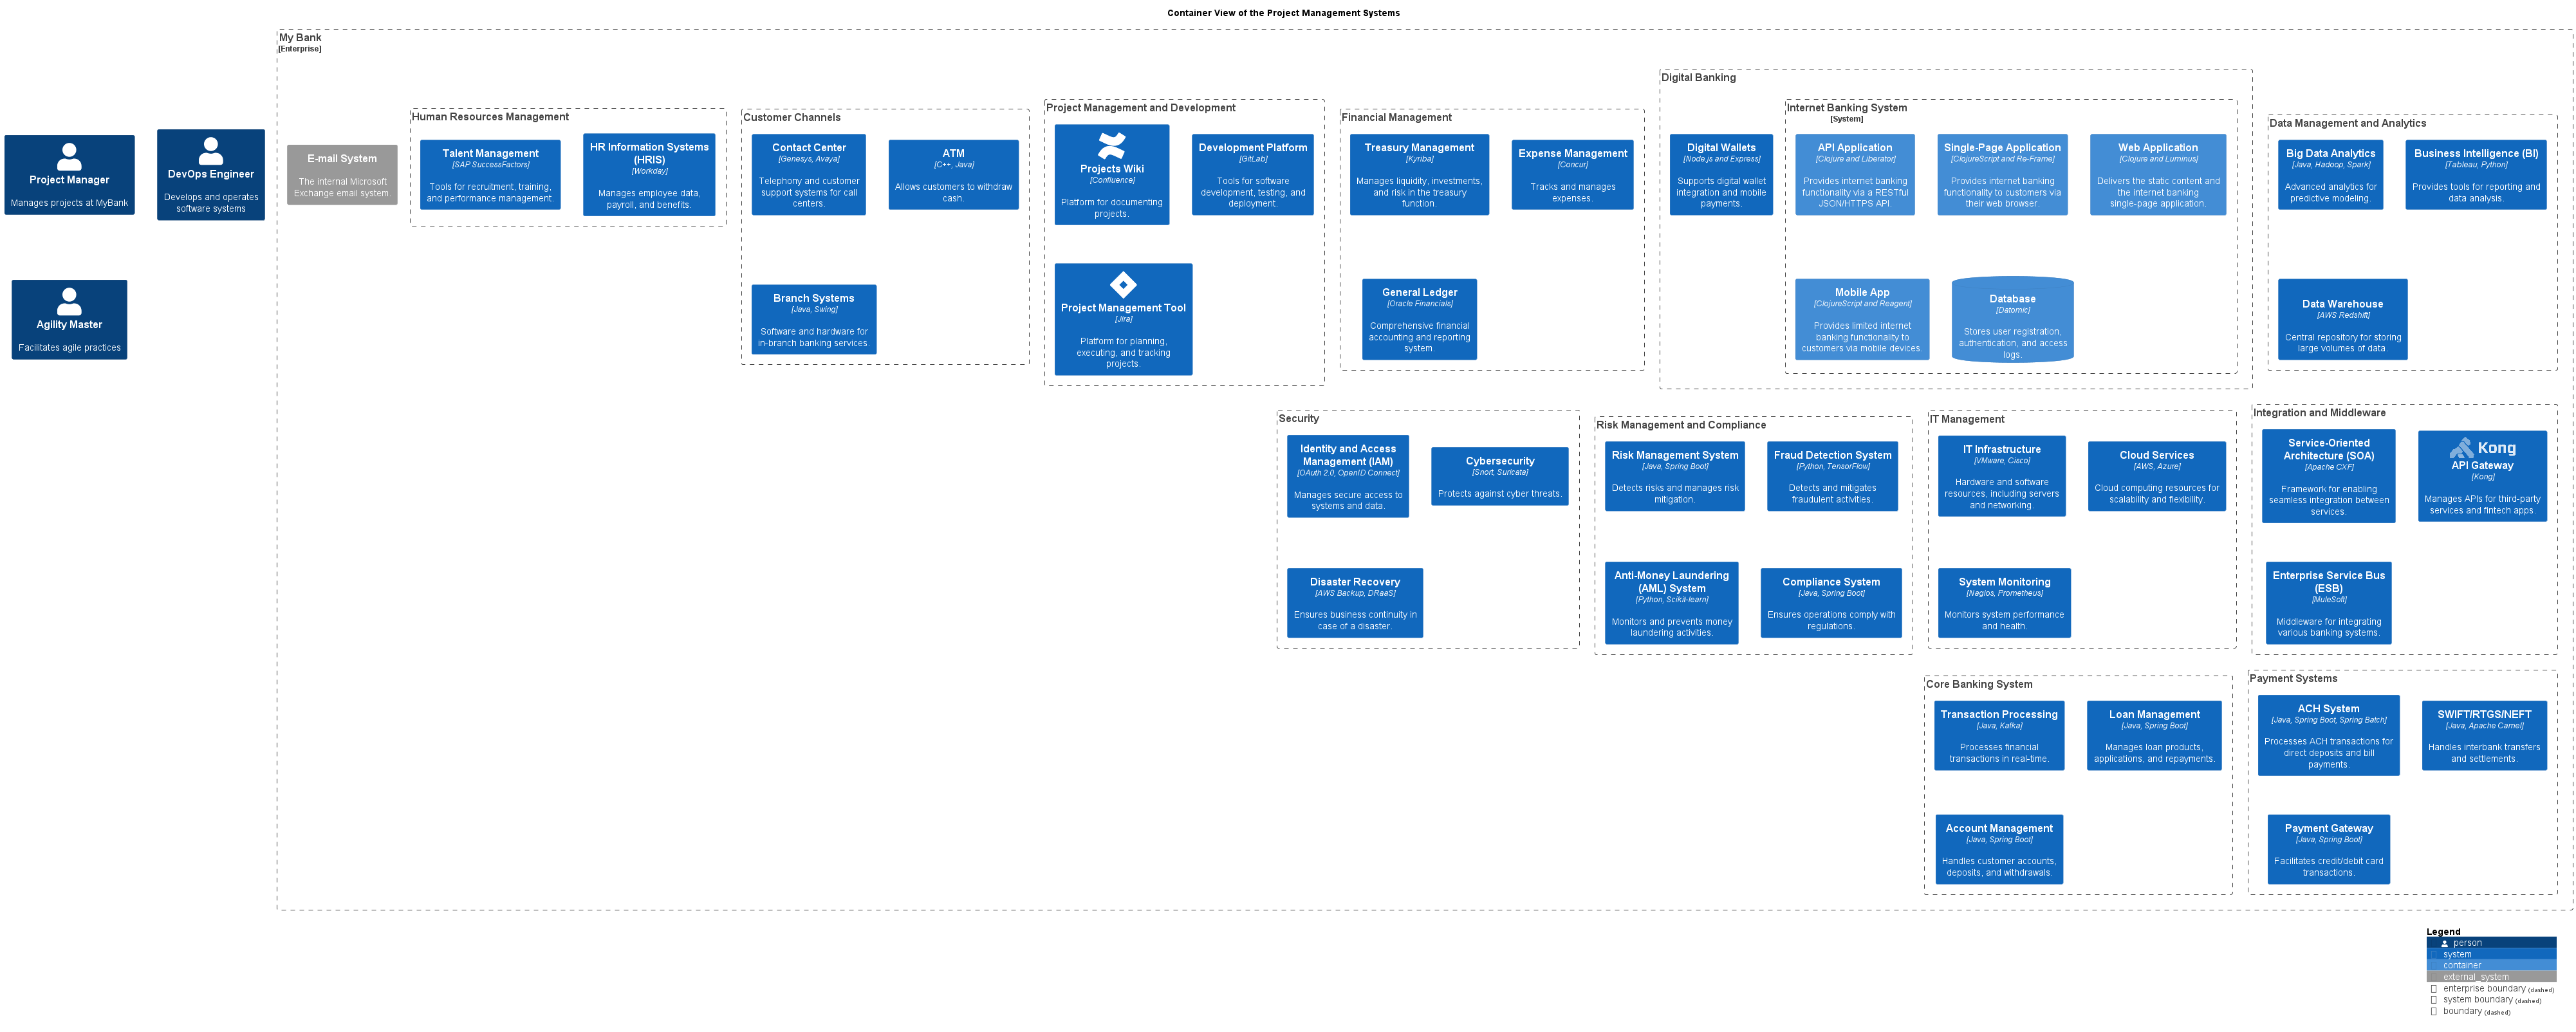 Container View of the Project Management Systems
My Bank
[Enterprise]
Project Manager
Manages projects at MyBank
DevOps Engineer
Develops and operates
software systems
Agility Master
Facilitates agile practices
E-mail System
The internal Microsoft
Exchange email system.
Human Resources Management
Talent Management
[SAP SuccessFactors]
Tools for recruitment, training,
and performance management.
HR Information Systems
(HRIS)
[Workday]
Manages employee data,
payroll, and benefits.
Customer Channels
Contact Center
[Genesys, Avaya]
Telephony and customer
support systems for call
centers.
ATM
[C++, Java]
Allows customers to withdraw
cash.
Branch Systems
[Java, Swing]
Software and hardware for
in-branch banking services.
Project Management and Development
Projects Wiki
[Confluence]
Platform for documenting
projects.
Development Platform
[GitLab]
Tools for software
development, testing, and
deployment.
Project Management Tool
[Jira]
Platform for planning,
executing, and tracking
projects.
Financial Management
Treasury Management
[Kyriba]
Manages liquidity, investments,
and risk in the treasury
function.
Expense Management
[Concur]
Tracks and manages
expenses.
General Ledger
[Oracle Financials]
Comprehensive financial
accounting and reporting
system.
Digital Banking
Digital Wallets
[Node.js and Express]
Supports digital wallet
integration and mobile
payments.
Internet Banking System
[System]
API Application
[Clojure and Liberator]
Provides internet banking
functionality via a RESTful
JSON/HTTPS API.
Single-Page Application
[ClojureScript and Re-Frame]
Provides internet banking
functionality to customers via
their web browser.
Web Application
[Clojure and Luminus]
Delivers the static content and
the internet banking
single-page application.
Mobile App
[ClojureScript and Reagent]
Provides limited internet
banking functionality to
customers via mobile devices.
Database
[Datomic]
Stores user registration,
authentication, and access
logs.
Data Management and Analytics
Big Data Analytics
[Java, Hadoop, Spark]
Advanced analytics for
predictive modeling.
Business Intelligence (BI)
[Tableau, Python]
Provides tools for reporting and
data analysis.
Data Warehouse
[AWS Redshift]
Central repository for storing
large volumes of data.
Security
Identity and Access
Management (IAM)
[OAuth 2.0, OpenID Connect]
Manages secure access to
systems and data.
Cybersecurity
[Snort, Suricata]
Protects against cyber threats.
Disaster Recovery
[AWS Backup, DRaaS]
Ensures business continuity in
case of a disaster.
Risk Management and Compliance
Risk Management System
[Java, Spring Boot]
Detects risks and manages risk
mitigation.
Fraud Detection System
[Python, TensorFlow]
Detects and mitigates
fraudulent activities.
Anti-Money Laundering
(AML) System
[Python, Scikit-learn]
Monitors and prevents money
laundering activities.
Compliance System
[Java, Spring Boot]
Ensures operations comply with
regulations.
IT Management
IT Infrastructure
[VMware, Cisco]
Hardware and software
resources, including servers
and networking.
Cloud Services
[AWS, Azure]
Cloud computing resources for
scalability and flexibility.
System Monitoring
[Nagios, Prometheus]
Monitors system performance
and health.
Integration and Middleware
Service-Oriented
Architecture (SOA)
[Apache CXF]
Framework for enabling
seamless integration between
services.
Kong
API Gateway
[Kong]
Manages APIs for third-party
services and fintech apps.
Enterprise Service Bus
(ESB)
[MuleSoft]
Middleware for integrating
various banking systems.
Core Banking System
Transaction Processing
[Java, Kafka]
Processes financial
transactions in real-time.
Loan Management
[Java, Spring Boot]
Manages loan products,
applications, and repayments.
Account Management
[Java, Spring Boot]
Handles customer accounts,
deposits, and withdrawals.
Payment Systems
ACH System
[Java, Spring Boot, Spring Batch]
Processes ACH transactions for
direct deposits and bill
payments.
SWIFT/RTGS/NEFT
[Java, Apache Camel]
Handles interbank transfers
and settlements.
Payment Gateway
[Java, Spring Boot]
Facilitates credit/debit card
transactions.
Legend
person
system
container
external_system
enterprise boundary (dashed)
system boundary (dashed)
boundary (dashed)